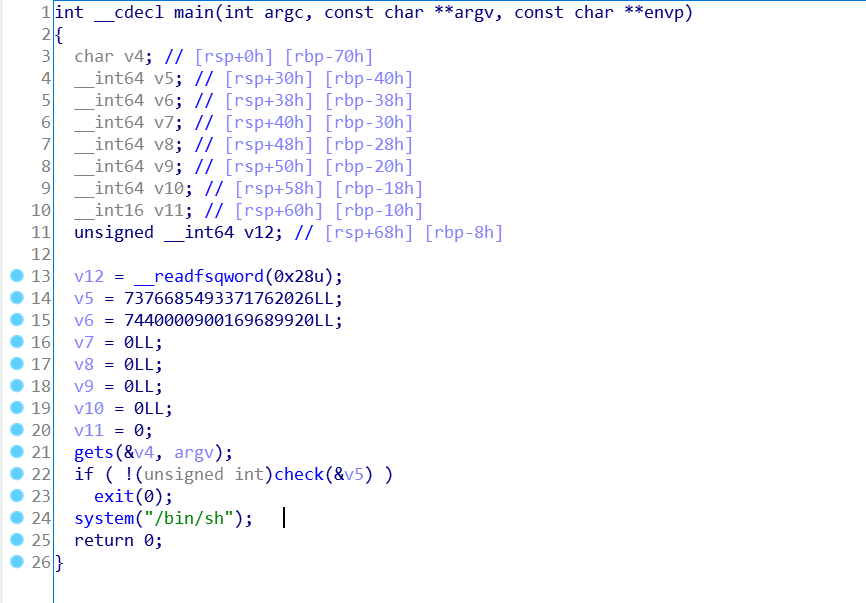 1 int __cdecl main(int argc, const char **argv, const char **envp)
2 {
3   char v4; // [rsp+0h] [rbp-70h]
4   __int64 v5; // [rsp+30h] [rbp-40h]
5   __int64 v6; // [rsp+38h] [rbp-38h]
6   __int64 v7; // [rsp+40h] [rbp-30h]
7   __int64 v8; // [rsp+48h] [rbp-28h]
8   __int64 v9; // [rsp+50h] [rbp-20h]
9   __int64 v10; // [rsp+58h] [rbp-18h]
10   __int16 v11; // [rsp+60h] [rbp-10h]
11   unsigned __int64 v12; // [rsp+68h] [rbp-8h]
12
13   v12 = __readfsqword(0x28u);
14   v5 = 7376685493371762026LL;
15   v6 = 7440000900169689920LL;
16   v7 = 0LL;
17   v8 = 0LL;
18   v9 = 0LL;
19   v10 = 0LL;
20   v11 = 0;
21   gets(&v4, argv);
22   if ( !(unsigned int)check(&v5) )
23     exit(0);
24   system("/bin/sh");
25   return 0;
26 }